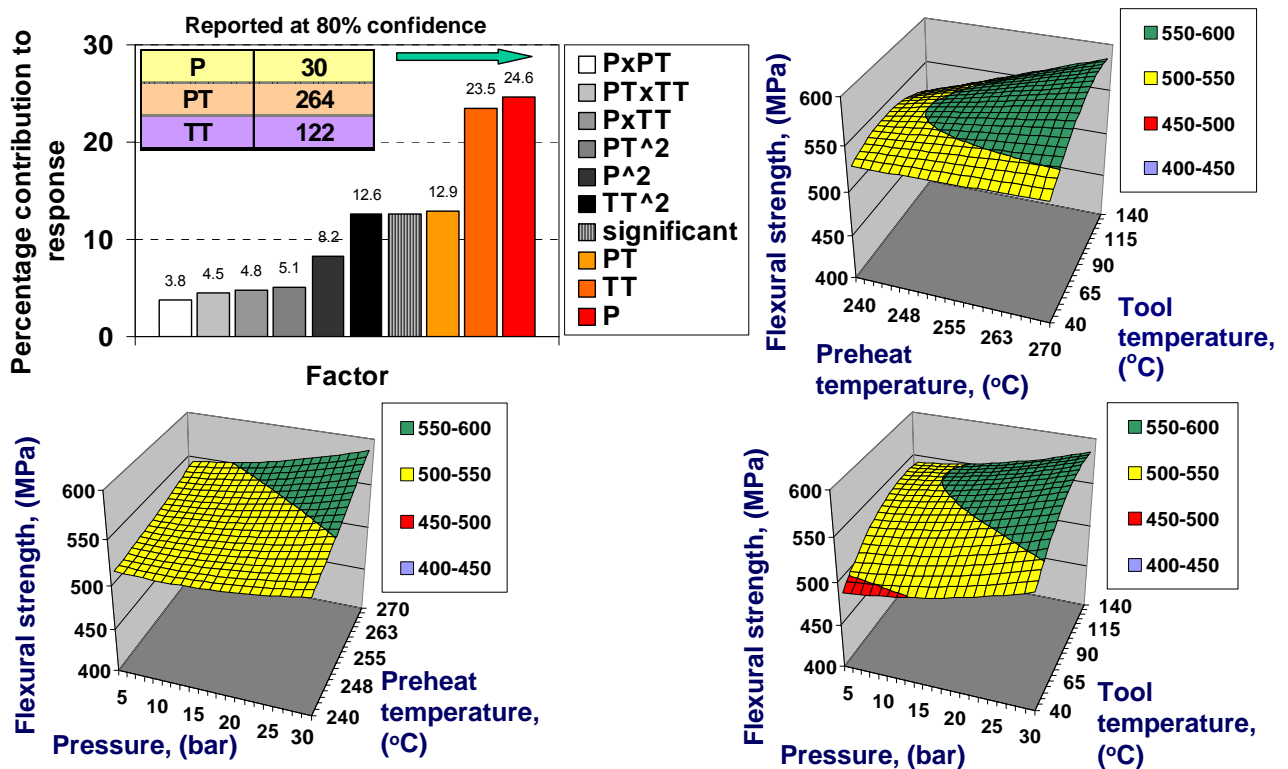 Reported at 80% confidence
Percentage contribution to
response
30
20
10
0
P 30
PT 264
TT 122
3.8
4.5
4.8
5.1
8.2
12.6
12.9
23.5
24.6
Factor
PxPT
PTxTT
PxTT
PT^2
P^2
TT^2
significant
PT
TT
P
Flexural strength, (MPa)
600
550
500
450
400
240 248 255 263 270
Preheat
temperature, (°C)
140
115
90
65
40
Tool
temperature,
(°C)
550-600
500-550
450-500
400-450
Flexural strength, (MPa)
600
550
500
450
400
5 10 15 20 25 30
Pressure, (bar)
270
263
255
248
240
Preheat
temperature,
(°C)
550-600
500-550
450-500
400-450
Flexural strength, (MPa)
600
550
500
450
400
5 10 15 20 25 30
Pressure, (bar)
140
115
90
65
40
Tool
temperature,
(°C)
550-600
500-550
450-500
400-450